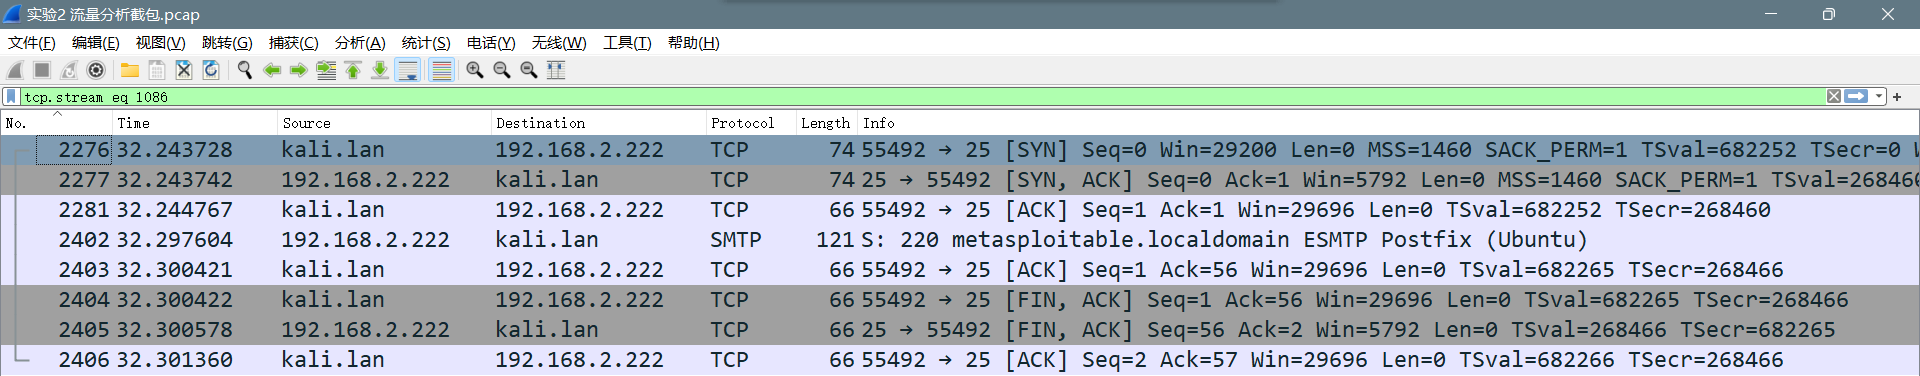 实验2 流量分析截包.pcap
文件(F) 编辑(E) 视图(V) 跳转(G) 捕获(C) 分析(A) 统计(S) 电话(Y) 无线(W) 工具(T) 帮助(H)
tcp.stream eq 1086
No. Time Source Destination Protocol Length Info
2276 32.243728 kali.lan 192.168.2.222 TCP 74 55492 → 25 [SYN] Seq=0 Win=29200 Len=0 MSS=1460 SACK_PERM=1 TSval=682252 TSecr=0
2277 32.243742 192.168.2.222 kali.lan TCP 74 25 → 55492 [SYN, ACK] Seq=0 Ack=1 Win=5792 Len=0 MSS=1460 SACK_PERM=1 TSval=268460
2281 32.244767 kali.lan 192.168.2.222 TCP 66 55492 → 25 [ACK] Seq=1 Ack=1 Win=29696 Len=0 TSval=682252 TSecr=268460
2402 32.297604 192.168.2.222 kali.lan SMTP 121 S: 220 metasploitable.localdomain ESMTP Postfix (Ubuntu)
2403 32.300421 kali.lan 192.168.2.222 TCP 66 55492 → 25 [ACK] Seq=1 Ack=56 Win=29696 Len=0 TSval=682265 TSecr=268466
2404 32.300422 kali.lan 192.168.2.222 TCP 66 55492 → 25 [FIN, ACK] Seq=1 Ack=56 Win=29696 Len=0 TSval=682265 TSecr=268466
2405 32.300578 192.168.2.222 kali.lan TCP 66 25 → 55492 [FIN, ACK] Seq=56 Ack=2 Win=5792 Len=0 TSval=268466 TSecr=682265
2406 32.301360 kali.lan 192.168.2.222 TCP 66 55492 → 25 [ACK] Seq=2 Ack=57 Win=29696 Len=0 TSval=682266 TSecr=268466